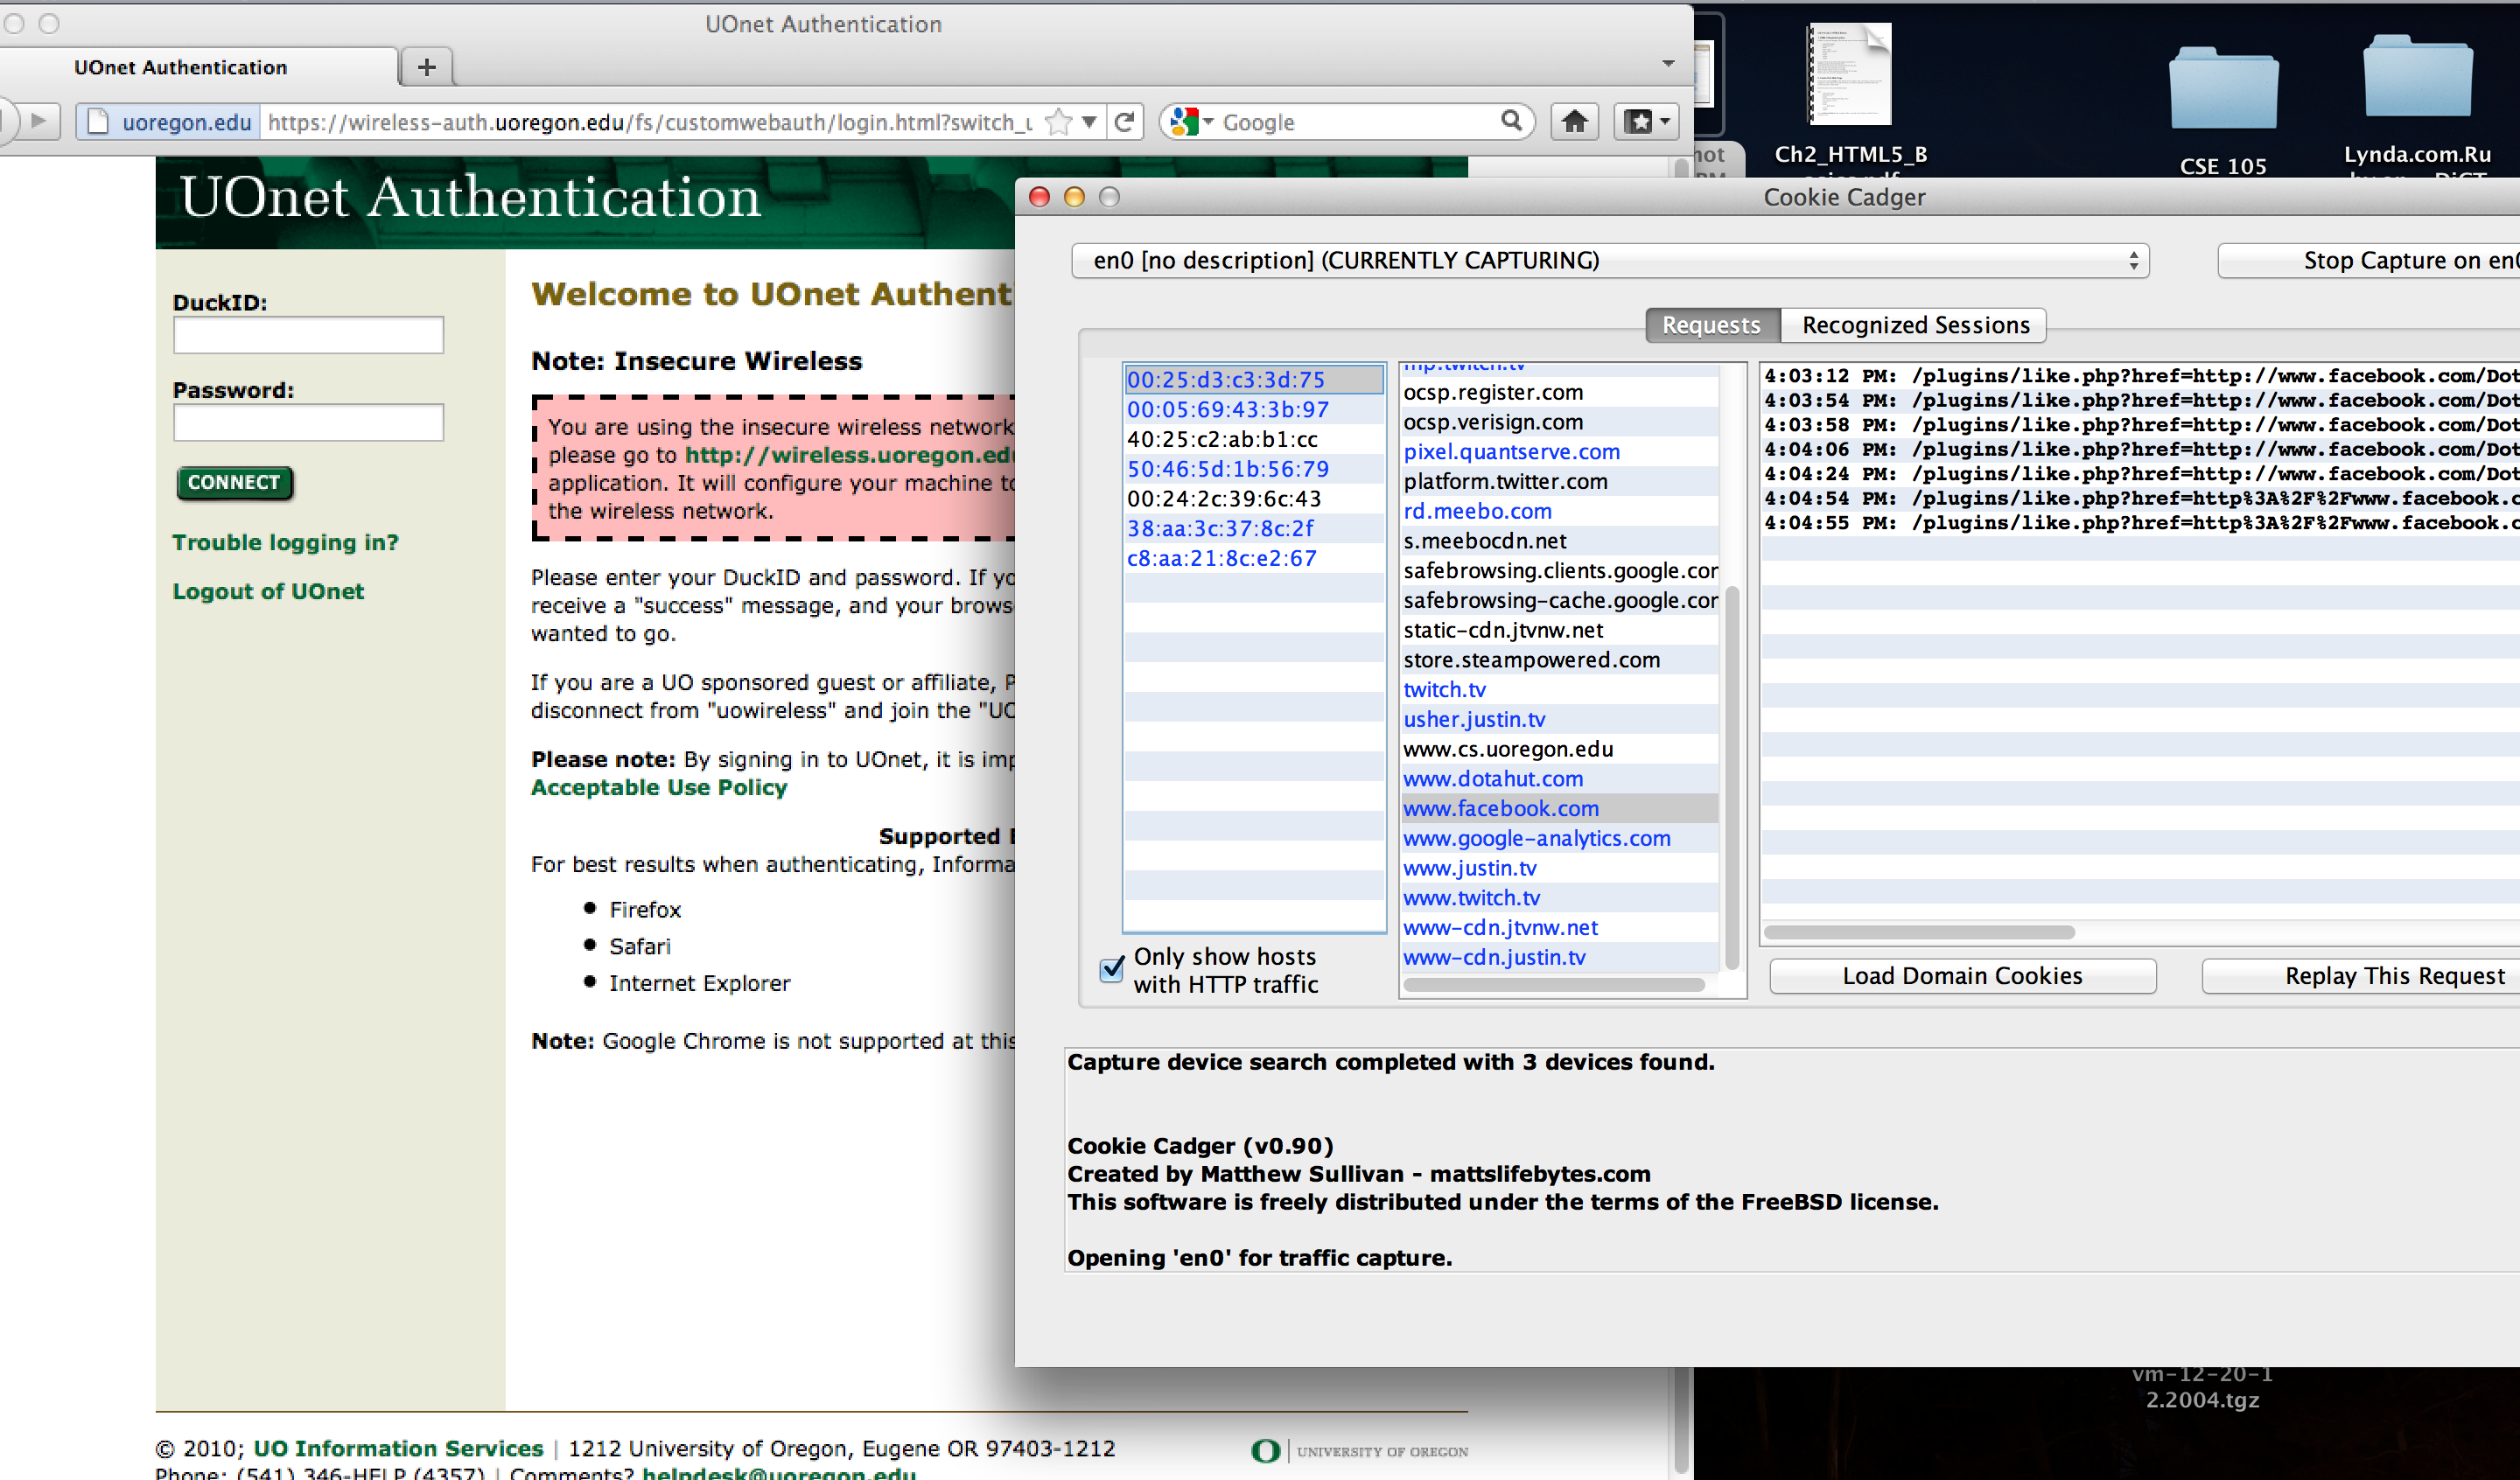 UOnet Authentication
UOnet Authentication
uoregon.edu
https://wireless-auth.uoregon.edu/fs/customwebauth/login.html?switch_u
Google
UOnet Authentication
DuckID:
Password:
CONNECT
Trouble logging in?
Logout of UOnet
Welcome to UOnet Authent
Note: Insecure Wireless
You are using the insecure wireless network
please go to http://wireless.uoregon.edu
application. It will configure your machine to
the wireless network.
Please enter your DuckID and password. If yo
receive a "success" message, and your brows
wanted to go.
If you are a UO sponsored guest or affiliate, P
disconnect from "uowireless" and join the "UO
Please note: By signing in to UOnet, it is imp
Acceptable Use Policy
Supported
For best results when authenticating, Informa
Firefox
Safari
Internet Explorer
Note: Google Chrome is not supported at this
© 2010; UO Information Services | 1212 University of Oregon, Eugene OR 97403-1212
Phone: (541) 346-HELP (4357) | Comments? helpdesk@uoregon.edu
O UNIVERSITY OF OREGON
Ch2_HTML5_B
CSE 105
Lynda.com.Ru
Cookie Cadger
en0 [no description] (CURRENTLY CAPTURING)
Stop Capture on en0
Requests
Recognized Sessions
00:25:d3:c3:3d:75
00:05:69:43:3b:97
40:25:c2:ab:b1:cc
50:46:5d:1b:56:79
00:24:2c:39:6c:43
38:aa:3c:37:8c:2f
c8:aa:21:8c:e2:67
Only show hosts
with HTTP traffic
ocsp.register.com
ocsp.verisign.com
pixel.quantserve.com
platform.twitter.com
rd.meebo.com
s.meebocdn.net
safebrowsing.clients.google.cor
safebrowsing-cache.google.cor
static-cdn.jtvnw.net
store.steampowered.com
twitch.tv
usher.justin.tv
www.cs.uoregon.edu
www.dotahut.com
www.facebook.com
www.google-analytics.com
www.justin.tv
www.twitch.tv
www-cdn.jtvnw.net
www-cdn.justin.tv
4:03:12 PM: /plugins/like.php?href=http://www.facebook.com/Dot
4:03:54 PM: /plugins/like.php?href=http://www.facebook.com/Dot
4:03:58 PM: /plugins/like.php?href=http://www.facebook.com/Dot
4:04:06 PM: /plugins/like.php?href=http://www.facebook.com/Dot
4:04:24 PM: /plugins/like.php?href=http://www.facebook.com/Dot
4:04:54 PM: /plugins/like.php?href=http%3A%2F%2Fwww.facebook.c
4:04:55 PM: /plugins/like.php?href=http%3A%2F%2Fwww.facebook.c
Load Domain Cookies
Replay This Request
Capture device search completed with 3 devices found.
Cookie Cadger (v0.90)
Created by Matthew Sullivan - mattslifebytes.com
This software is freely distributed under the terms of the FreeBSD license.
Opening 'en0' for traffic capture.
vm-12-20-1
2.2004.tgz